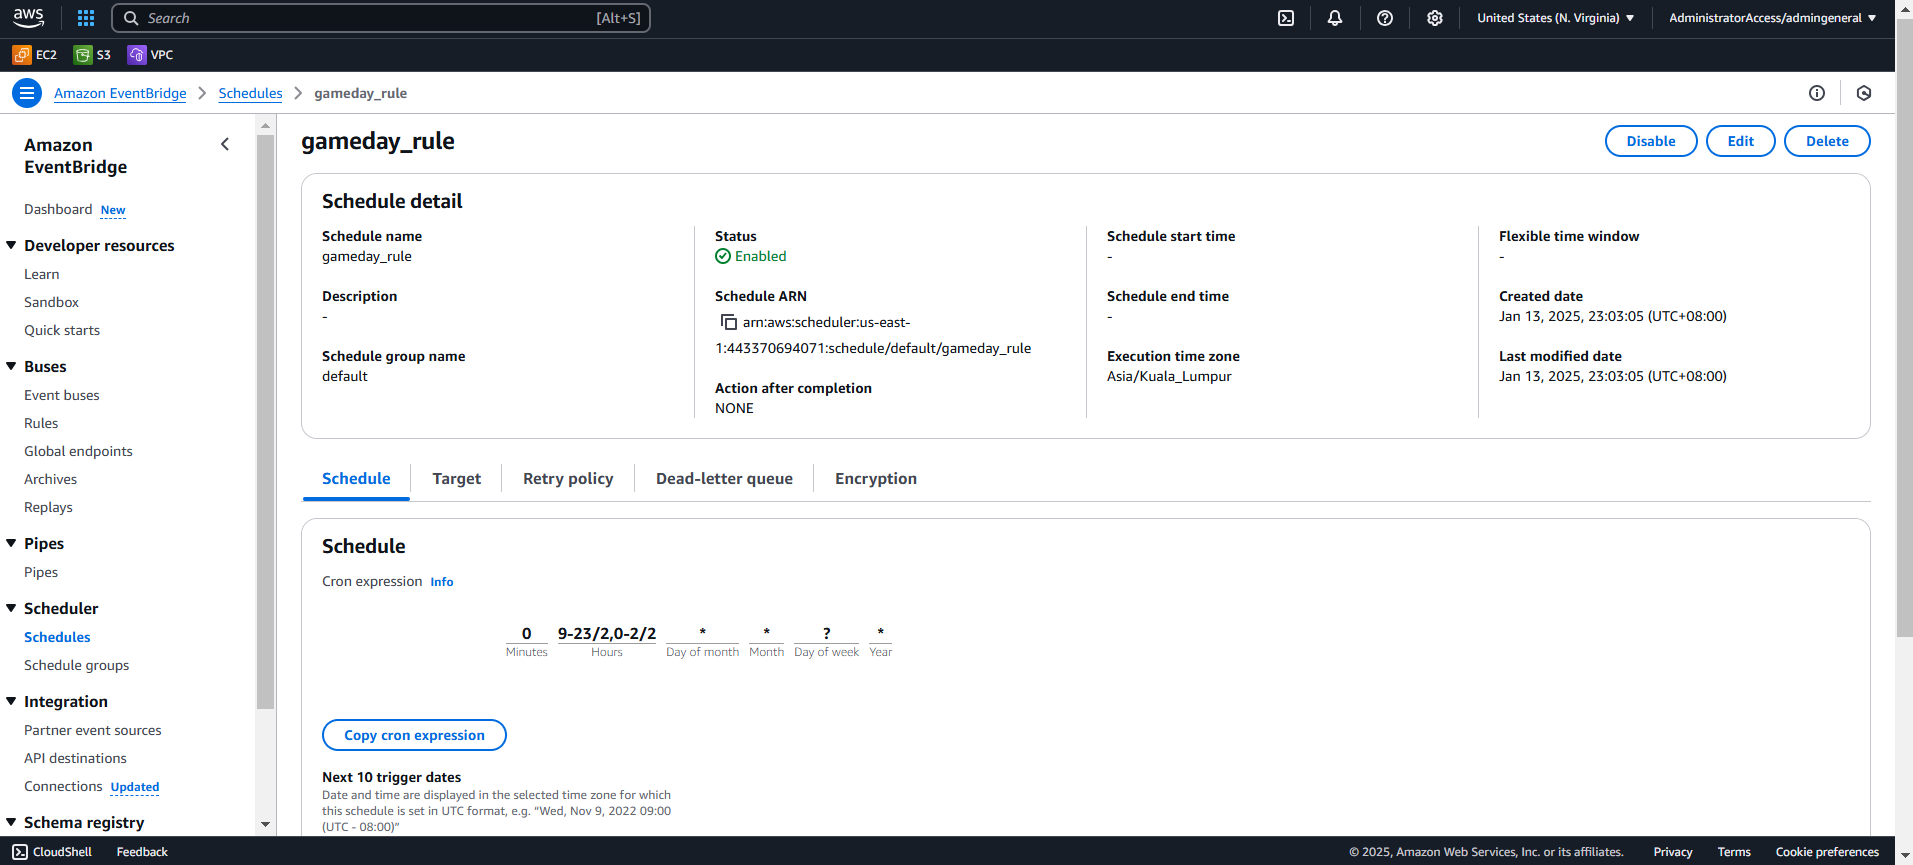 aws
Search [Alt+S]
United States (N. Virginia)
AdministratorAccess/admingeneral
EC2 S3 VPC
Amazon EventBridge
Schedules
gameday_rule
Amazon
EventBridge
Dashboard New
Developer resources
Learn
Sandbox
Quick starts
Buses
Event buses
Rules
Global endpoints
Archives
Replays
Pipes
Pipes
Scheduler
Schedules
Schedule groups
Integration
Partner event sources
API destinations
Connections Updated
Schema registry
gameday_rule
Disable
Edit
Delete
Schedule detail
Schedule name
gameday_rule
Description
-
Schedule group name
default
Status
Enabled
Schedule ARN
arn:aws:scheduler:us-east-
1:443370694071:schedule/default/gameday_rule
Action after completion
NONE
Schedule start time
-
Schedule end time
-
Execution time zone
Asia/Kuala_Lumpur
Flexible time window
-
Created date
Jan 13, 2025, 23:03:05 (UTC+08:00)
Last modified date
Jan 13, 2025, 23:03:05 (UTC+08:00)
Schedule
Target
Retry policy
Dead-letter queue
Encryption
Schedule
Cron expression Info
0 9-23/2,0-2/2 * * ? *
Minutes Hours Day of month Month Day of week Year
Copy cron expression
Next 10 trigger dates
Date and time are displayed in the selected time zone for which
this schedule is set in UTC format, e.g. “Wed, Nov 9, 2022 09:00
(UTC - 08:00)”
CloudShell
Feedback
© 2025, Amazon Web Services, Inc. or its affiliates.
Privacy
Terms
Cookie preferences